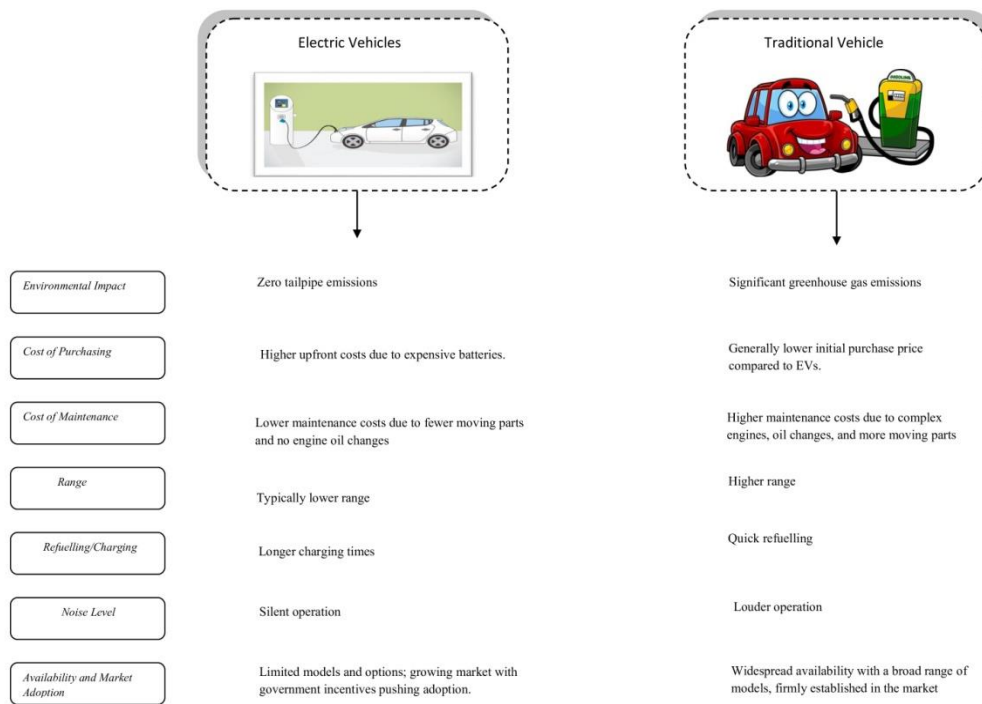 Electric Vehicles
Traditional Vehicle
GASOLINE
Environmental Impact
Zero tailpipe emissions
Significant greenhouse gas emissions
Cost of Purchasing
Higher upfront costs due to expensive batteries.
Generally lower initial purchase price
compared to EVs.
Cost of Maintenance
Lower maintenance costs due to fewer moving parts
and no engine oil changes
Higher maintenance costs due to complex
engines, oil changes, and more moving parts
Range
Typically lower range
Higher range
Refuelling/Charging
Longer charging times
Quick refuelling
Noise Level
Silent operation
Louder operation
Availability and Market
Adoption
Limited models and options; growing market with
government incentives pushing adoption.
Widespread availability with a broad range of
models, firmly established in the market